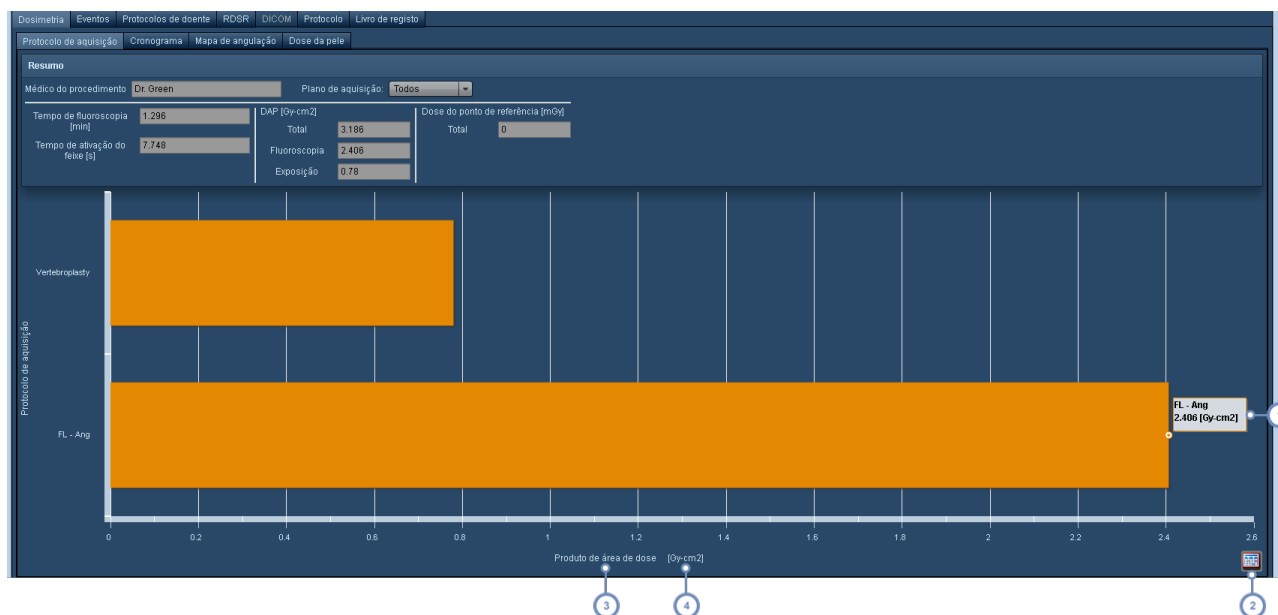 Dosimetria Eventos Protocolos de doente RDSR DICOM Protocolo Livro de registo
Protocolo de aquisição Cronograma Mapa de angulação Dose da pele
Resumo
Médico do procedimento Dr. Green Plano de aquisição: Todos
Tempo de fluoroscopia [min] 1.296
Tempo de ativação do feixe [s] 7.748
DAP [Gy-cm2]
Total 3.186
Fluoroscopia 2.406
Exposição 0.78
Dose do ponto de referência [mGy]
Total 0
Protocolo de aquisição
Vertebroplasty
FL - Ang
FL - Ang
2.406 [Gy-cm2]
0 0.2 0.4 0.6 0.8 1 1.2 1.4 1.6 1.8 2 2.2 2.4 2.6
Produto de área de dose [Gy-cm2]
3 4 2